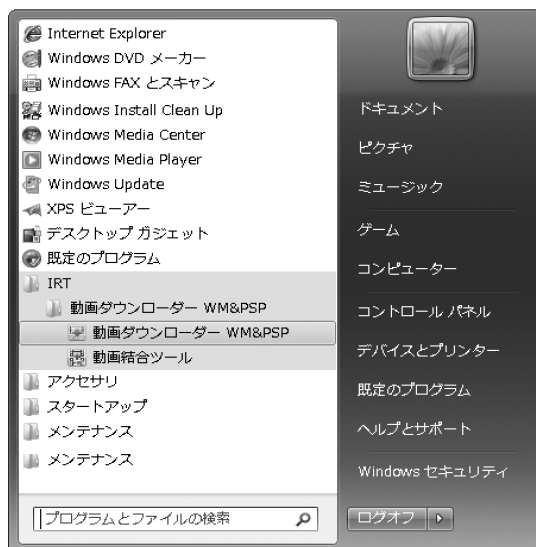 Internet Explorer
Windows DVD メーカー
Windows FAX とスキャン
Windows Install Clean Up
Windows Media Center
Windows Media Player
Windows Update
XPS ビューアー
デスクトップ ガジェット
既定のプログラム
IRT
動画ダウンローダー WM&PSP
動画ダウンローダー WM&PSP
動画結合ツール
アクセサリ
スタートアップ
メンテナンス
メンテナンス
プログラムとファイルの検索
ドキュメント
ピクチャ
ミュージック
ゲーム
コンピューター
コントロール パネル
デバイスとプリンター
既定のプログラム
ヘルプとサポート
Windows セキュリティ
ログオフ